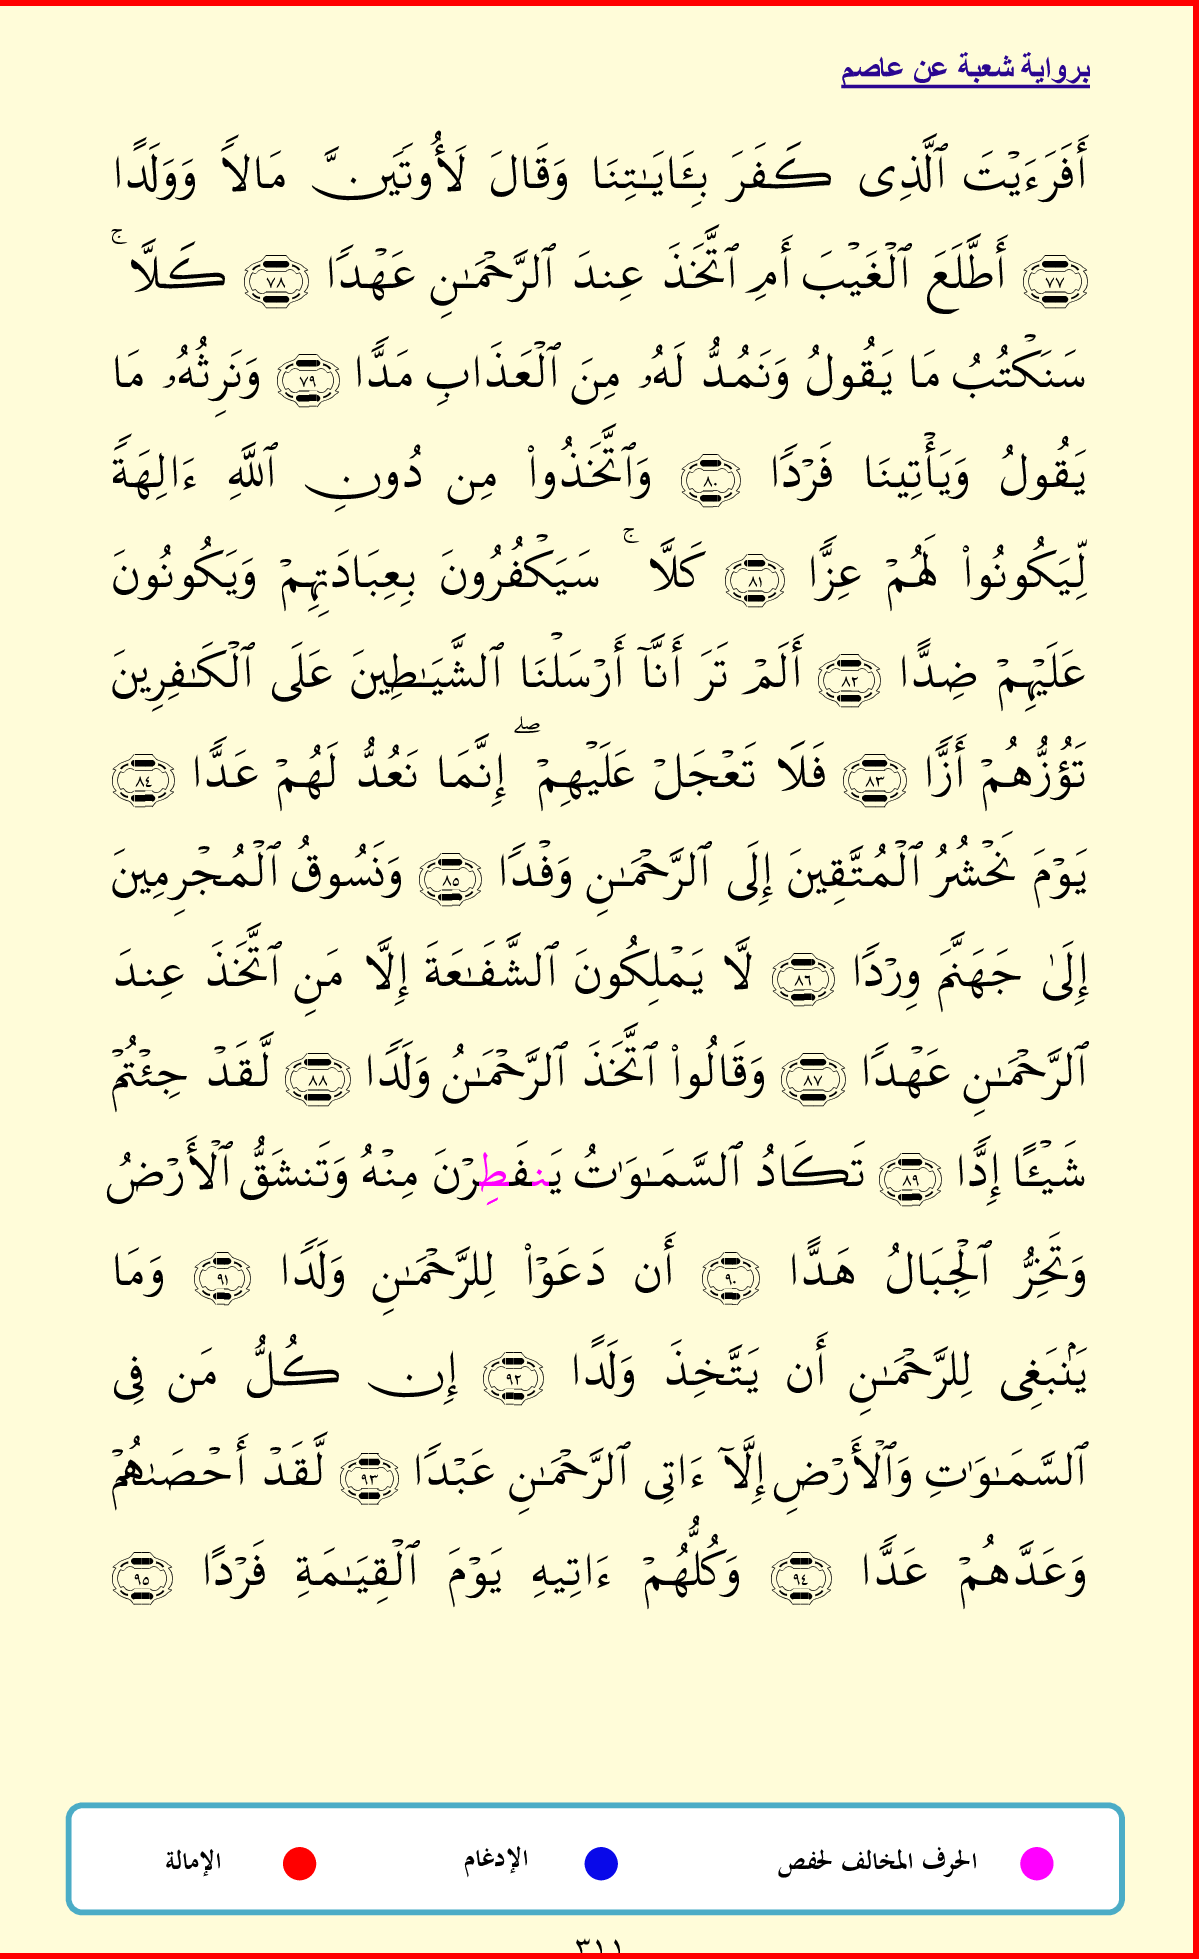 برواية شعبة عن عاصم
أَفَرَءَيۡتَ ٱلَّذِى كَفَرَ بِـَٔايَـٰتِنَا وَقَالَ لَأُوتَيَنَّ مَالاً وَوَلَدًا
٧٧ أَطَّلَعَ ٱلۡغَيۡبَ أَمِ ٱتَّخَذَ عِندَ ٱلرَّحۡمَـٰنِ عَهۡدًا ٧٨ كَلَّا ۚ
سَنَكۡتُبُ مَا يَقُولُ وَنَمُدُّ لَهُۥ مِنَ ٱلۡعَذَابِ مَدًّا ٧٩ وَنَرِثُهُۥ مَا
يَقُولُ وَيَأۡتِينَا فَرۡدًا ٨٠ وَٱتَّخَذُواْ مِن دُونِ ٱللَّهِ ءَالِهَةً
لِّيَكُونُواْ لَهُمۡ عِزًّا ٨١ كَلَّا ۚ سَيَكۡفُرُونَ بِعِبَادَتِهِمۡ وَيَكُونُونَ
عَلَيۡهِمۡ ضِدًّا ٨٢ أَلَمۡ تَرَ أَنَّآ أَرۡسَلۡنَا ٱلشَّيَـٰطِينَ عَلَى ٱلۡكَـٰفِرِينَ
تَؤُزُّهُمۡ أَزًّا ٨٣ فَلَا تَعۡجَلۡ عَلَيۡهِمۡ ۖ إِنَّمَا نَعُدُّ لَهُمۡ عَدًّا ٨٤
يَوۡمَ نَحۡشُرُ ٱلۡمُتَّقِينَ إِلَى ٱلرَّحۡمَـٰنِ وَفۡدًا ٨٥ وَنَسُوقُ ٱلۡمُجۡرِمِينَ
إِلَىٰ جَهَنَّمَ وِرۡدًا ٨٦ لَّا يَمۡلِكُونَ ٱلشَّفَـٰعَةَ إِلَّا مَنِ ٱتَّخَذَ عِندَ
ٱلرَّحۡمَـٰنِ عَهۡدًا ٨٧ وَقَالُواْ ٱتَّخَذَ ٱلرَّحۡمَـٰنُ وَلَدًا ٨٨ لَّقَدۡ جِئۡتُمۡ
شَيۡـًٔا إِدًّا ٨٩ تَكَادُ ٱلسَّمَـٰوَٲتُ يَنفَطِرۡنَ مِنۡهُ وَتَنشَقُّ ٱلۡأَرۡضُ
وَتَخِرُّ ٱلۡجِبَالُ هَدًّا ٩٠ أَن دَعَوۡاْ لِلرَّحۡمَـٰنِ وَلَدًا ٩١ وَمَا
يَنۢبَغِى لِلرَّحۡمَـٰنِ أَن يَتَّخِذَ وَلَدًا ٩٢ إِن كُلُّ مَن فِى
ٱلسَّمَـٰوَٲتِ وَٱلۡأَرۡضِ إِلَّآ ءَاتِى ٱلرَّحۡمَـٰنِ عَبۡدًا ٩٣ لَّقَدۡ أَحۡصَـٰهُمۡ
وَعَدَّهُمۡ عَدًّا ٩٤ وَكُلُّهُمۡ ءَاتِيهِ يَوۡمَ ٱلۡقِيَـٰمَةِ فَرۡدًا ٩٥
الحرف المخالف لحفص الإدغام الإمالة
٣١١